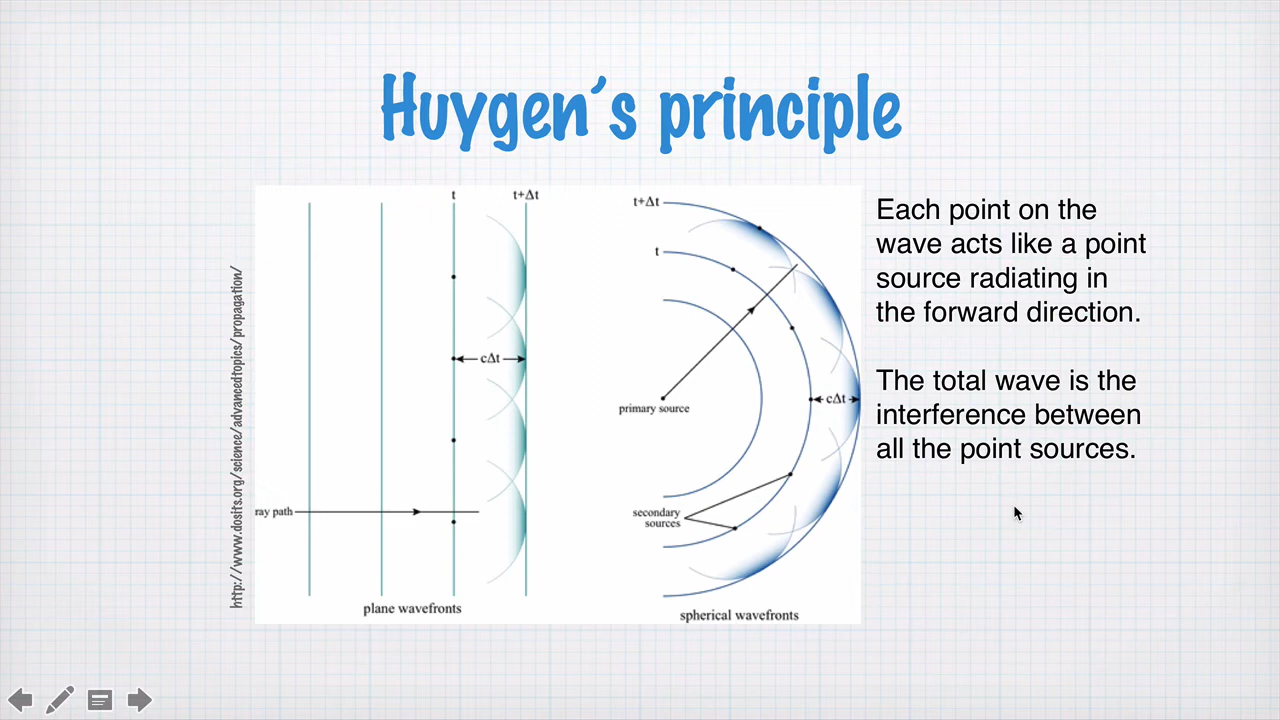 Huygen´s principle
t
t+Δt
cΔt
ray path
plane wavefronts
t+Δt
t
primary source
cΔt
secondary
sources
spherical wavefronts
Each point on the
wave acts like a point
source radiating in
the forward direction.
The total wave is the
interference between
all the point sources.
http://www.dosits.org/science/advancedtopics/propagation/